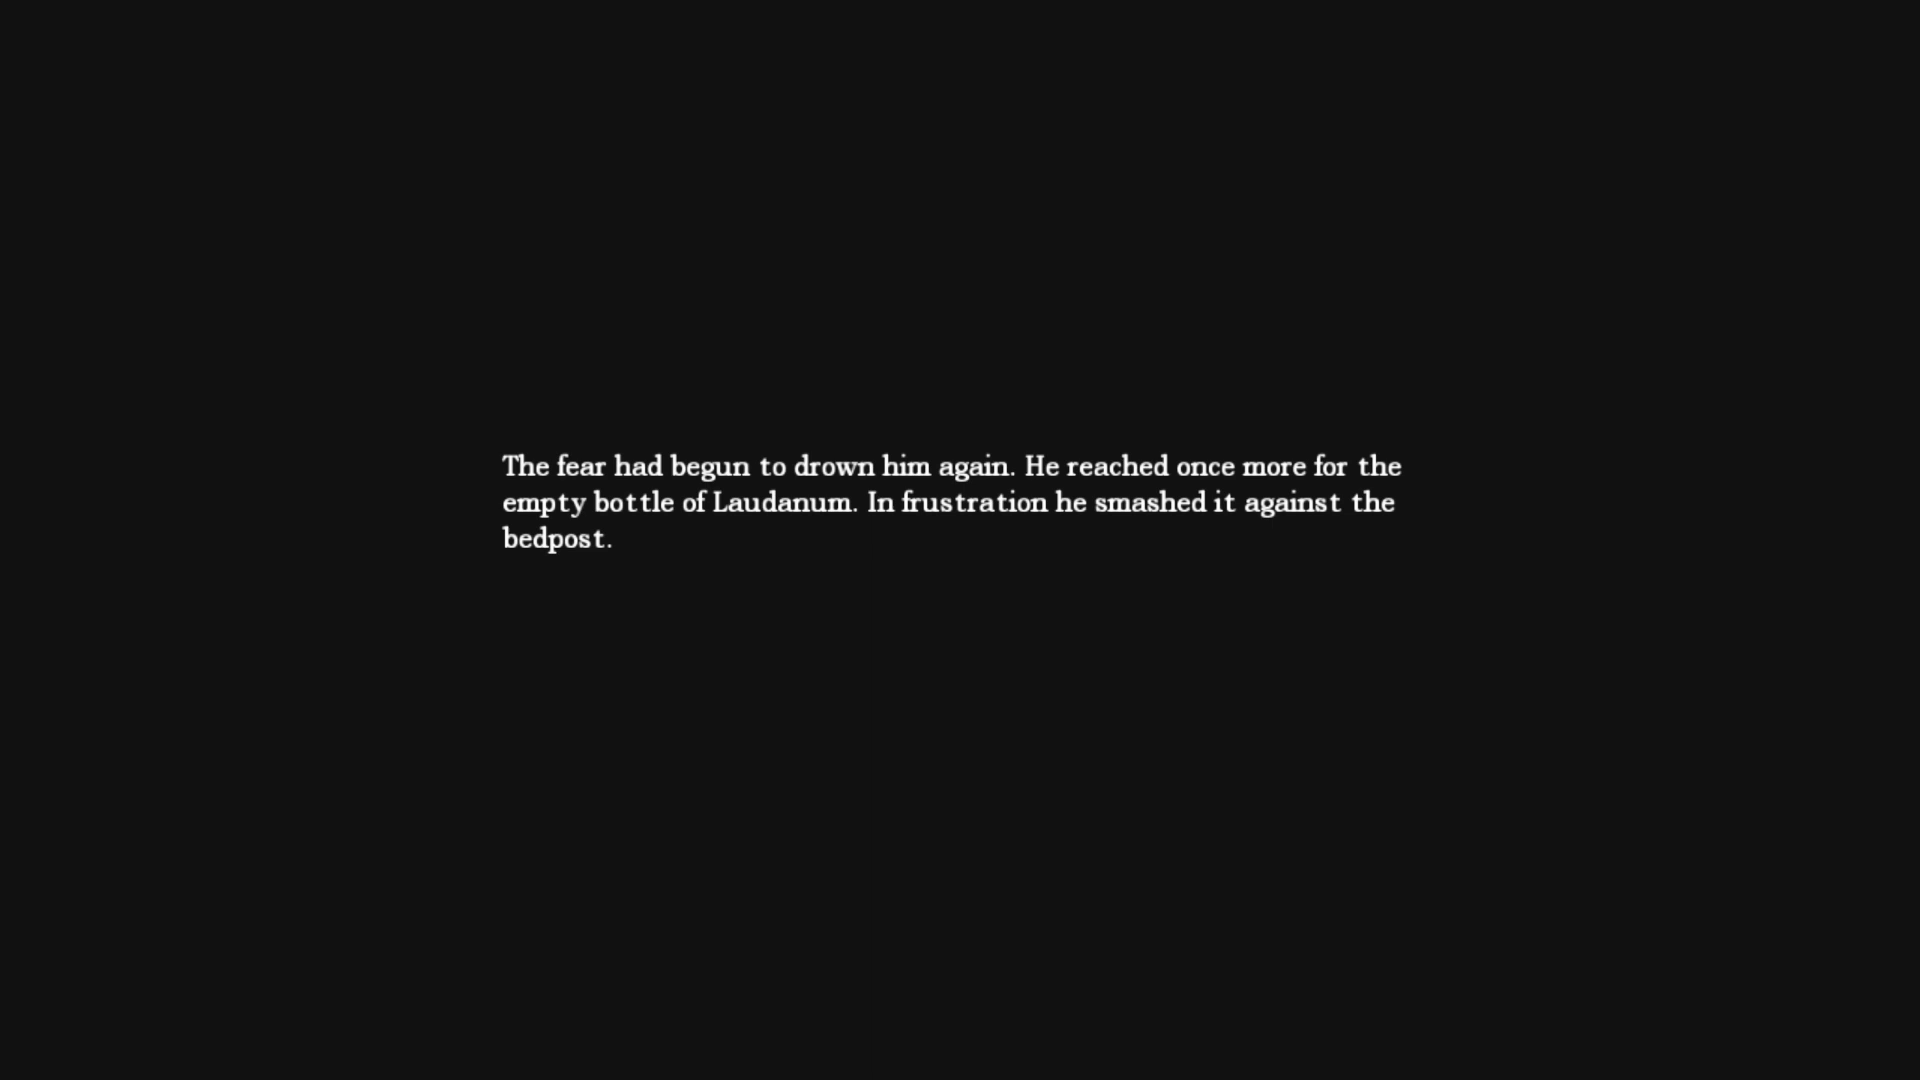 The fear had begun to drown him again. He reached once more for the
empty bottle of Laudanum. In frustration he smashed it against the
bedpost.